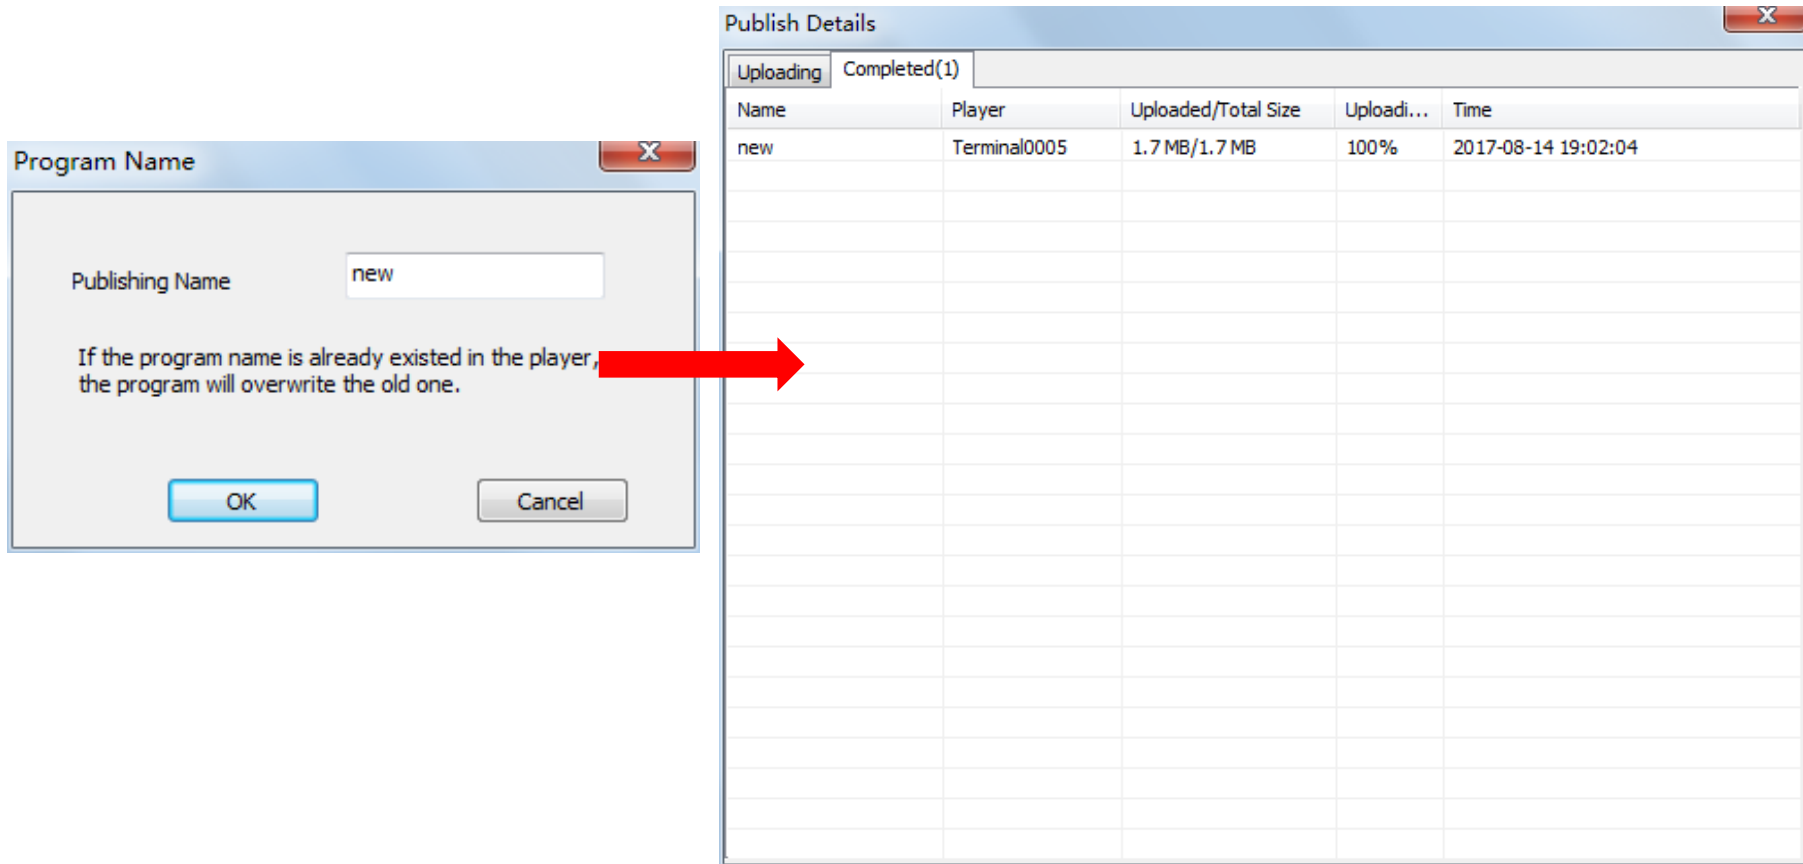 Program Name
Publishing Name
new
If the program name is already existed in the player,
the program will overwrite the old one.
OK Cancel
Publish Details
Uploading Completed(1)
Name Player Uploaded/Total Size Uploadi... Time
new Terminal0005 1.7 MB/1.7 MB 100% 2017-08-14 19:02:04